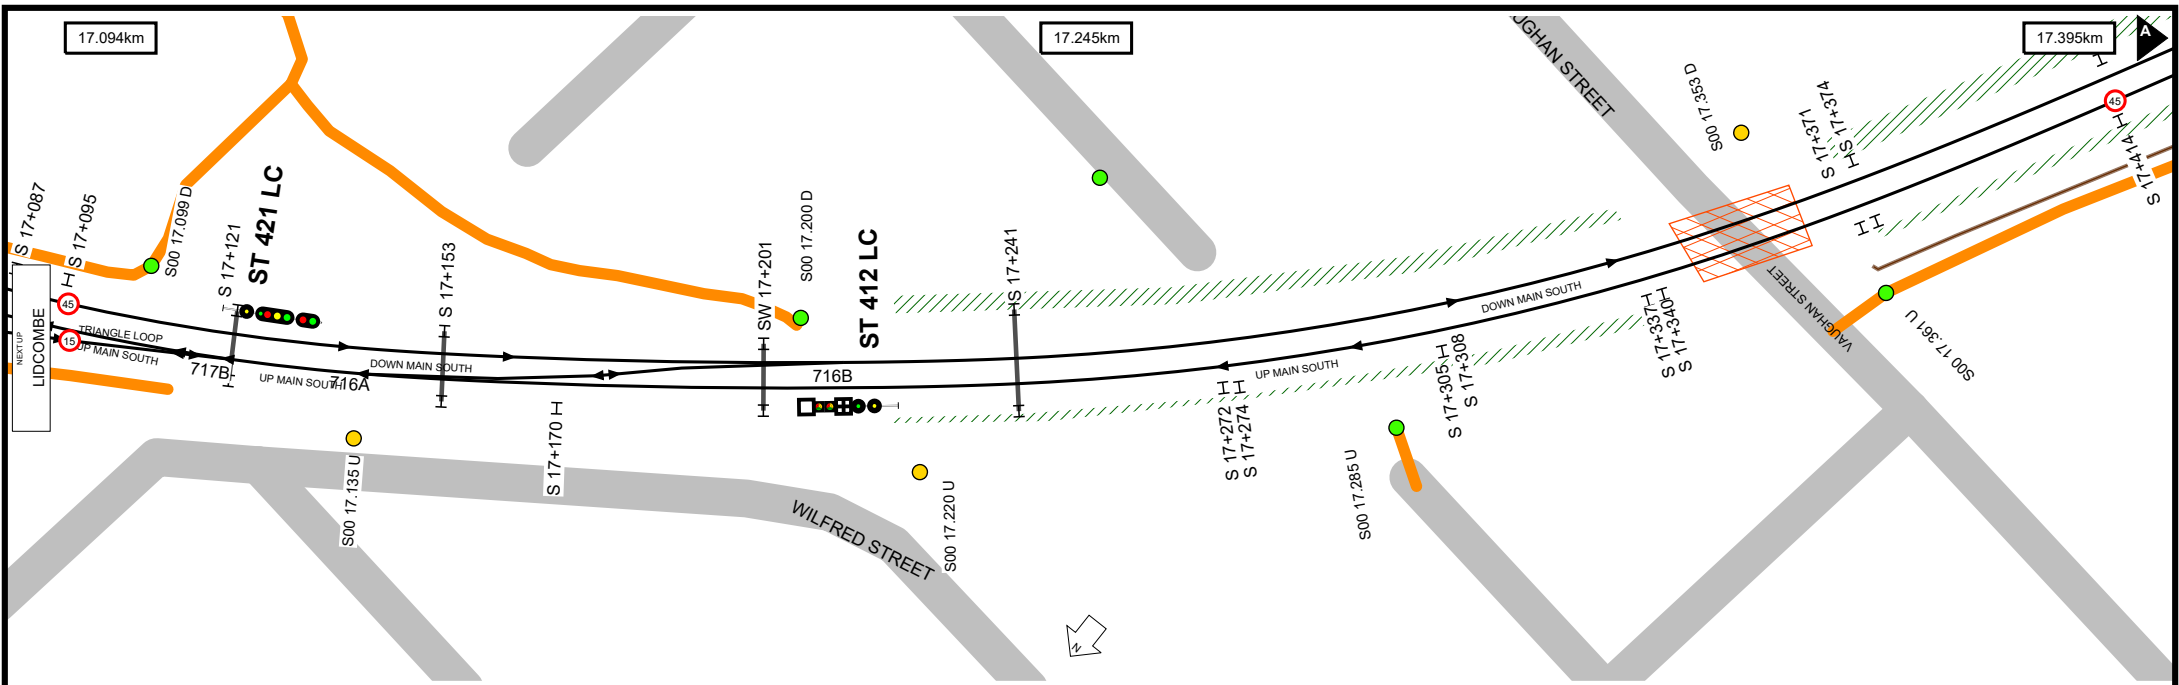 17.094km
17.245km
17.395km
A
S 17+087
S 17+095
S00 17.099 D
S 17+121
ST 421 LC
S 17+153
SW 17+201
S00 17.200 D
ST 412 LC
S 17+241
UGHAN STREET
S00 17.353 D
S 17+371
S 17+374
45
S 17+414
45
15
NEXT UP
LIDCOMBE
TRIANGLE LOOP
UP MAIN SOUTH
717B
UP MAIN SOUTH
716A
DOWN MAIN SOUTH
716B
UP MAIN SOUTH
DOWN MAIN SOUTH
S 17+170
S 17+272
S 17+274
S 17+305
S 17+308
S 17+337
S 17+340
VAUGHAN STREET
S00 17.361 U
S00 17.135 U
S00 17.220 U
S00 17.285 U
WILFRED STREET
N